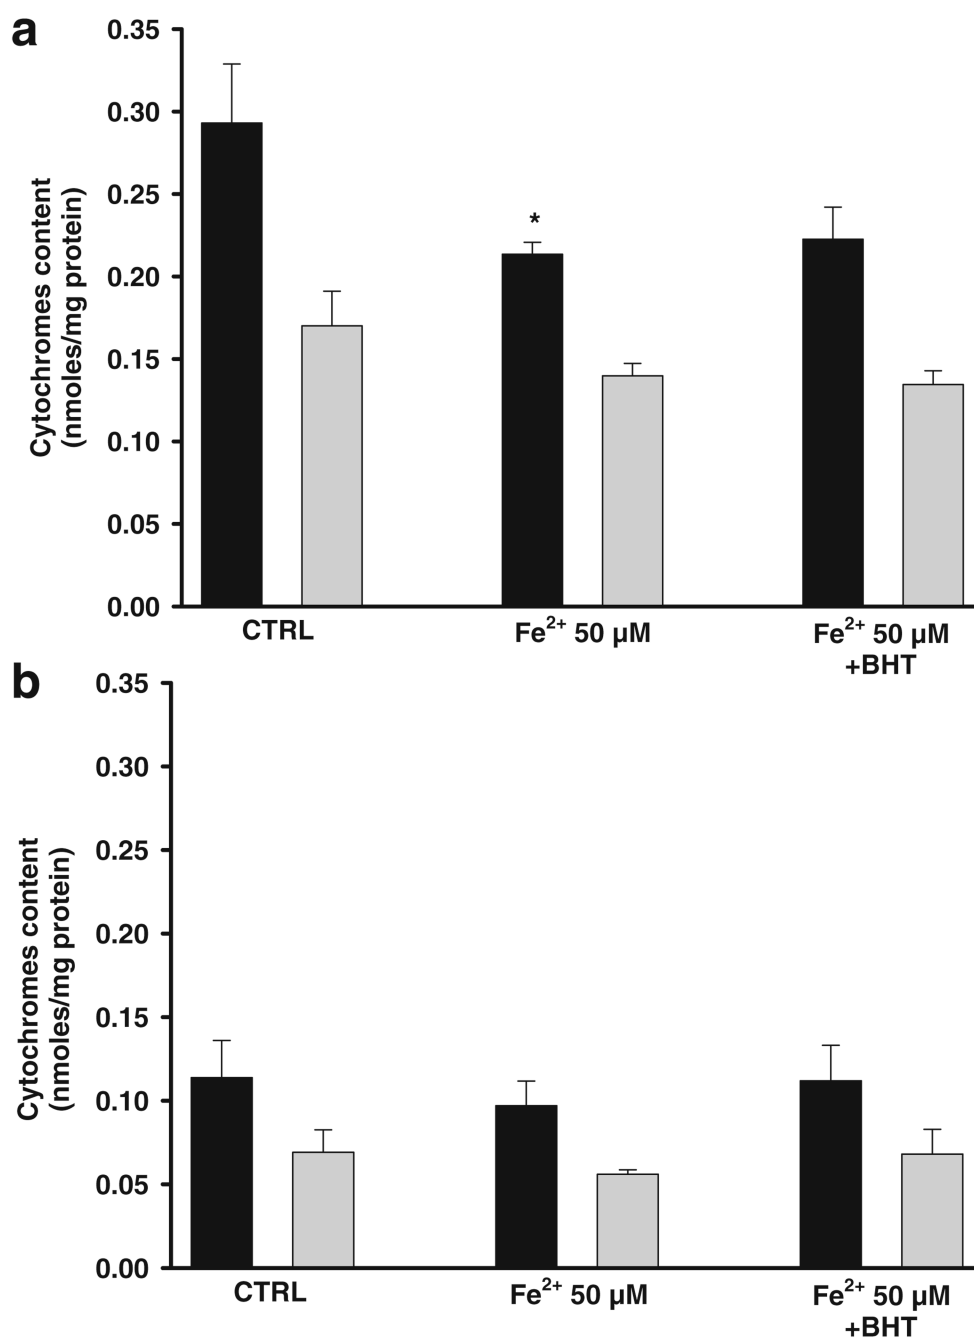 a
Cytochromes content
(nmoles/mg protein)
0.35
0.30
0.25
0.20
0.15
0.10
0.05
0.00
*
CTRL
Fe²⁺ 50 µM
Fe²⁺ 50 µM
+BHT
b
Cytochromes content
(nmoles/mg protein)
0.35
0.30
0.25
0.20
0.15
0.10
0.05
0.00
CTRL
Fe²⁺ 50 µM
Fe²⁺ 50 µM
+BHT